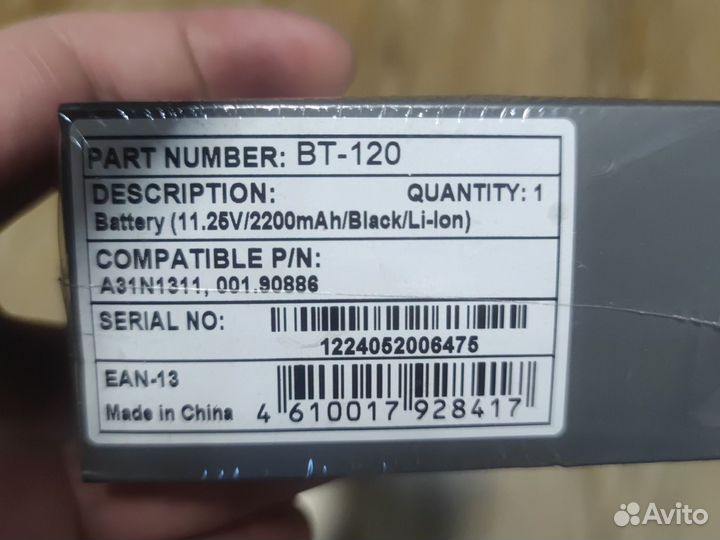 PART NUMBER: BT-120
DESCRIPTION: QUANTITY: 1
Battery (11.25V/2200mAh/Black/Li-Ion)
COMPATIBLE P/N:
A31N1311, 001.90886
SERIAL NO:
1224052006475
EAN-13
Made in China
4 610017 928417
Avito